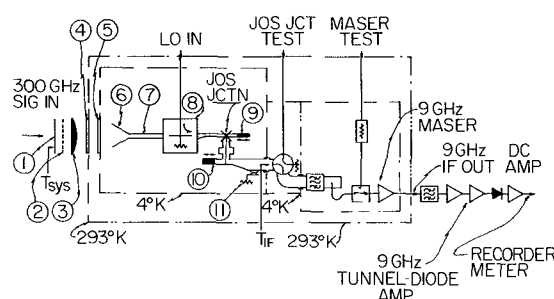 JOS JCT
TEST
MASER
TEST
LO IN
④ ⑤
300 GHz
SIG IN
⑥ ⑦ ⑧
JOS
JCTN
⑨
9 GHz
MASER
9 GHz
IF OUT
DC
AMP
①
Tsys
② ③
⑩
⑪
4°K
4°K
TIF
293°K
293°K
9 GHz
TUNNEL-DIODE
AMP
RECORDER
METER